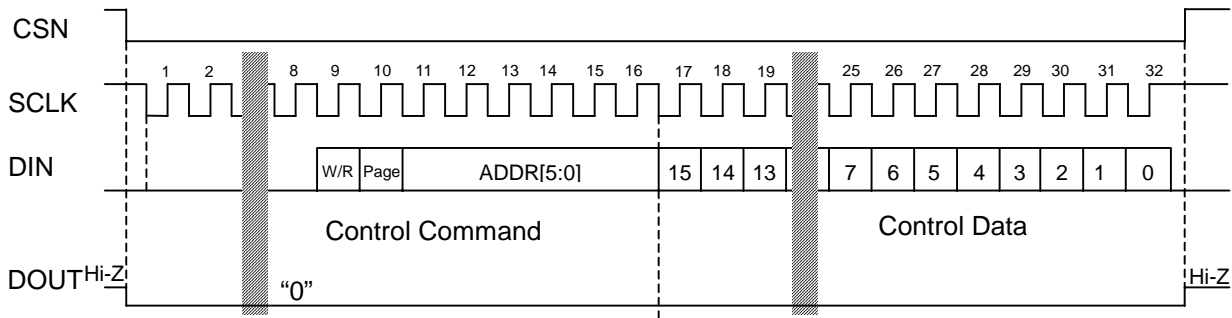 CSN
1 2 8 9 10 11 12 13 14 15 16 17 18 19 25 26 27 28 29 30 31 32
SCLK
DIN W/R Page ADDR[5:0] 15 14 13 7 6 5 4 3 2 1 0
Control Command Control Data
DOUT Hi-Z "0" Hi-Z